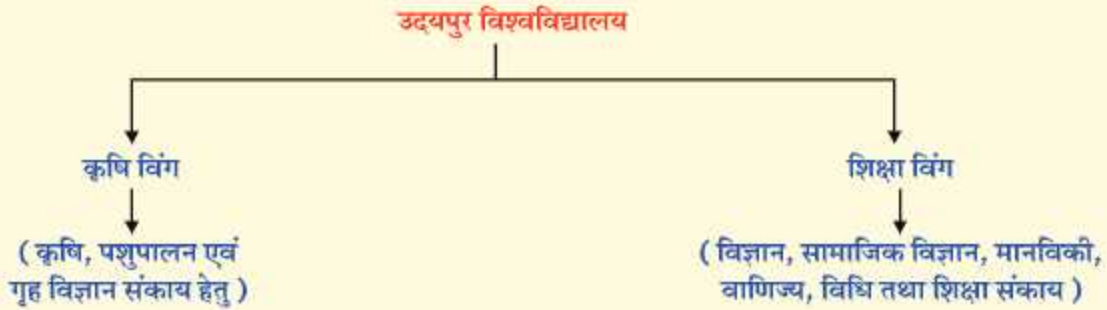 उदयपुर विश्वविद्यालय
कृषि विंग
( कृषि, पशुपालन एवं
गृह विज्ञान संकाय हेतु )
शिक्षा विंग
( विज्ञान, सामाजिक विज्ञान, मानविकी,
वाणिज्य, विधि तथा शिक्षा संकाय )